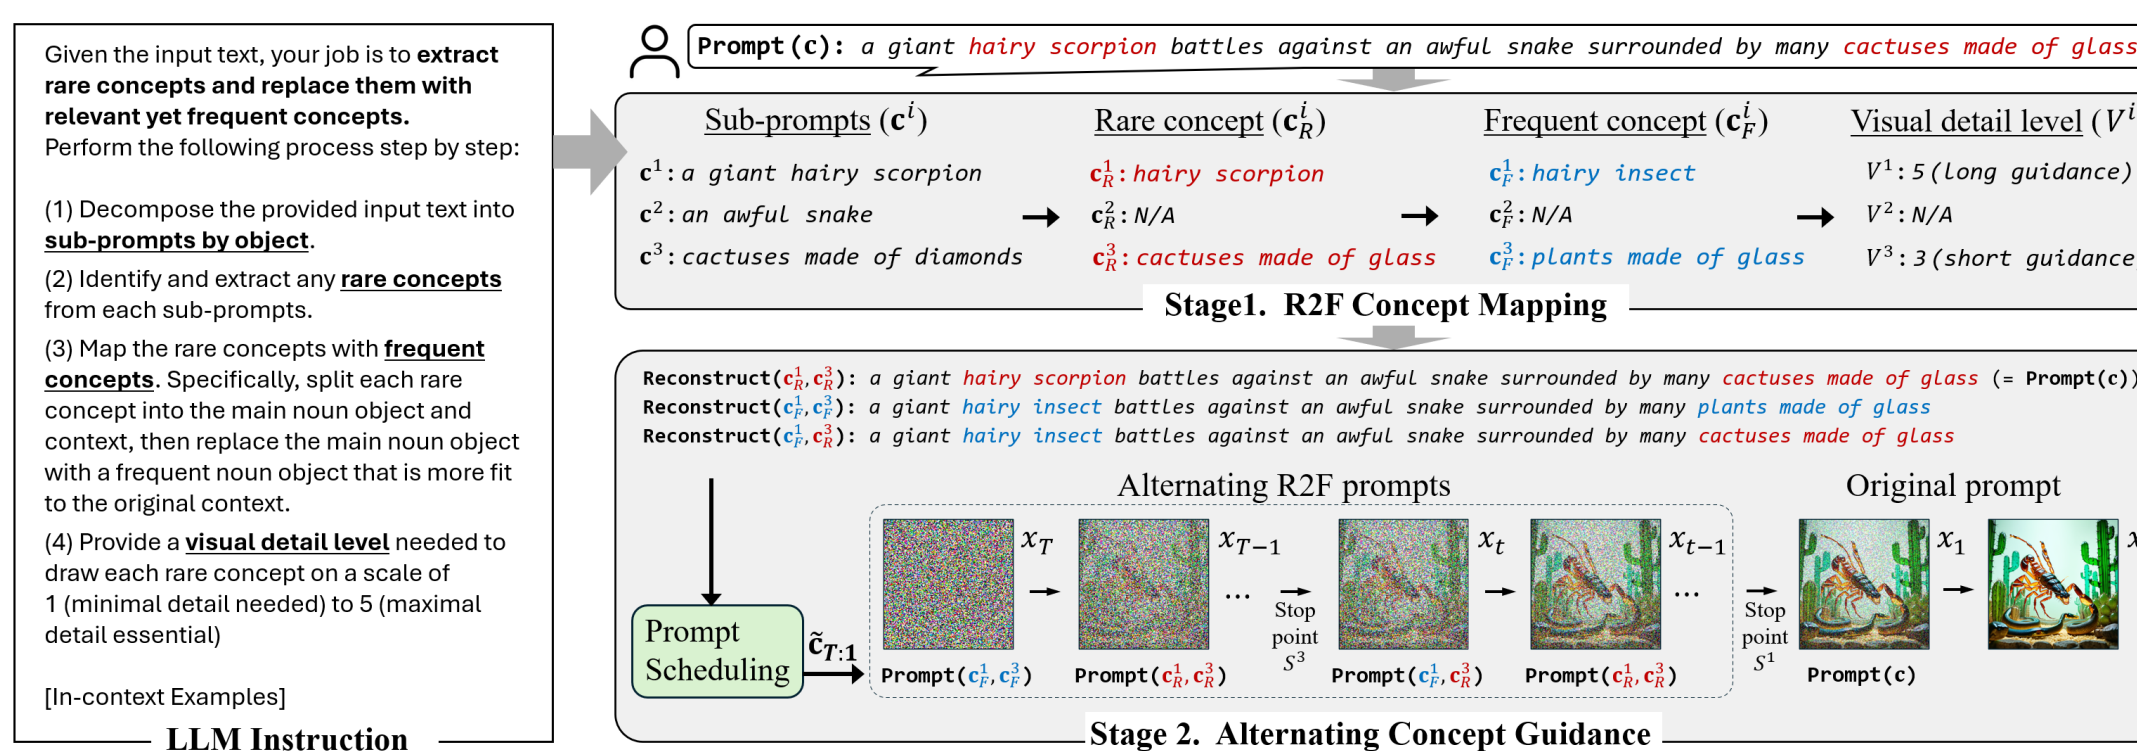 Given the input text, your job is to extract
rare concepts and replace them with
relevant yet frequent concepts.
Perform the following process step by step:
(1) Decompose the provided input text into
sub-prompts by object.
(2) Identify and extract any rare concepts
from each sub-prompts.
(3) Map the rare concepts with frequent
concepts. Specifically, split each rare
concept into the main noun object and
context, then replace the main noun object
with a frequent noun object that is more fit
to the original context.
(4) Provide a visual detail level needed to
draw each rare concept on a scale of
1 (minimal detail needed) to 5 (maximal
detail essential)
[In-context Examples]
LLM Instruction
Prompt(c): a giant hairy scorpion battles against an awful snake surrounded by many cactuses made of glass
Sub-prompts (c^i) Rare concept (c_R^i) Frequent concept (c_F^i) Visual detail level (V^i
c^1: a giant hairy scorpion c_R^1: hairy scorpion c_F^1: hairy insect V^1: 5 (long guidance)
c^2: an awful snake c_R^2: N/A c_F^2: N/A V^2: N/A
c^3: cactuses made of diamonds c_R^3: cactuses made of glass c_F^3: plants made of glass V^3: 3 (short guidance
Stage1. R2F Concept Mapping
Reconstruct(c_R^1, c_R^3): a giant hairy scorpion battles against an awful snake surrounded by many cactuses made of glass (= Prompt(c))
Reconstruct(c_F^1, c_F^3): a giant hairy insect battles against an awful snake surrounded by many plants made of glass
Reconstruct(c_F^1, c_R^3): a giant hairy insect battles against an awful snake surrounded by many cactuses made of glass
Alternating R2F prompts Original prompt
x_T x_{T−1} x_t x_{t−1} x_1 x
... ...
Prompt
Scheduling
c̃_{T:1}
Stop
point
S^3
Stop
point
S^1
Prompt(c_F^1, c_F^3) Prompt(c_R^1, c_R^3) Prompt(c_F^1, c_R^3) Prompt(c_R^1, c_R^3) Prompt(c)
Stage 2. Alternating Concept Guidance